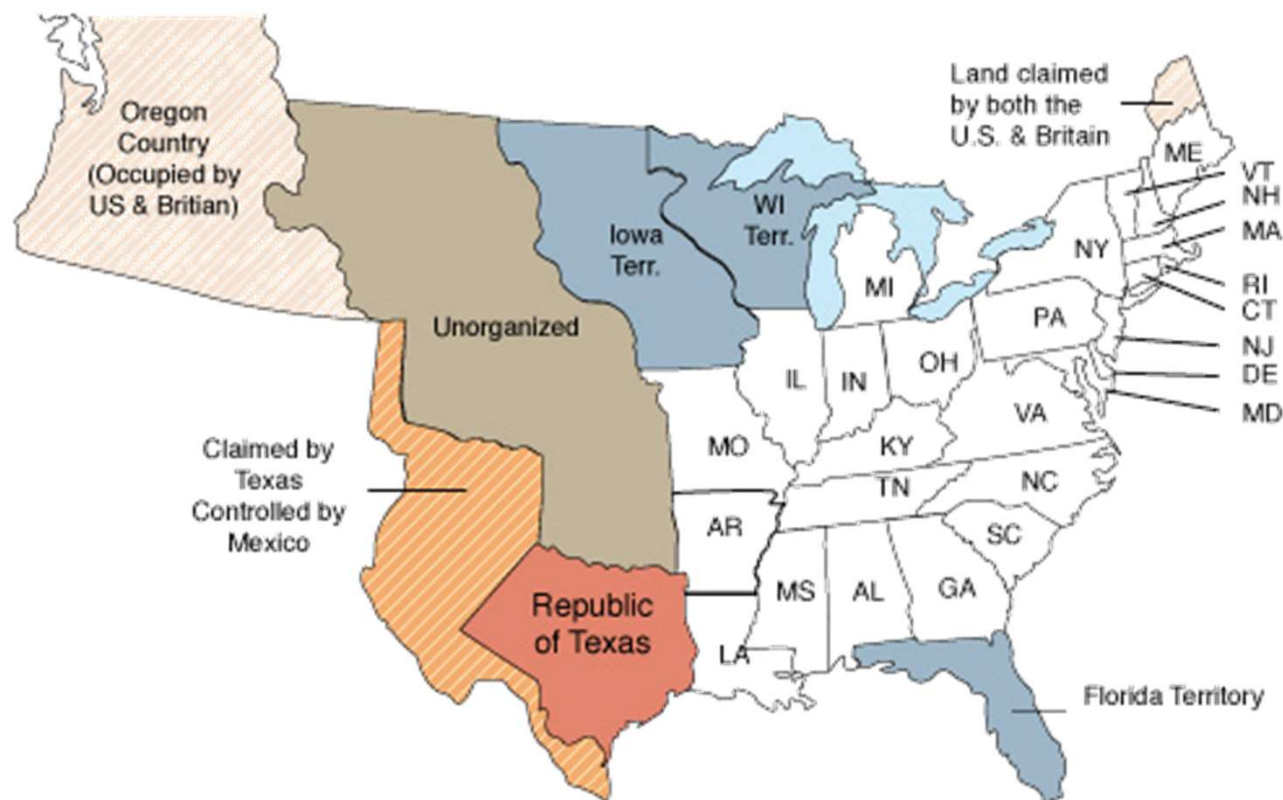 Oregon
Country
(Occupied by
US & Britian)
Land claimed
by both the
U.S. & Britain
ME
VT
NH
MA
RI
CT
NJ
DE
MD
WI
Terr.
Iowa
Terr.
NY
MI
PA
Unorganized
IL
IN
OH
VA
MO
KY
Claimed by
Texas
Controlled by
Mexico
TN
NC
AR
SC
MS
AL
GA
Republic
of Texas
LA
Florida Territory